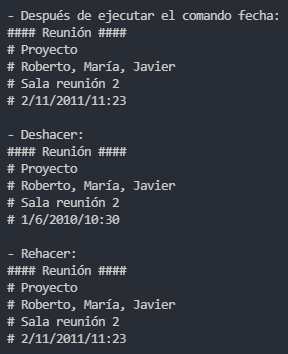 - Después de ejecutar el comando fecha:
#### Reunión ####
# Proyecto
# Roberto, María, Javier
# Sala reunión 2
# 2/11/2011/11:23

- Deshacer:
#### Reunión ####
# Proyecto
# Roberto, María, Javier
# Sala reunión 2
# 1/6/2010/10:30

- Rehacer:
#### Reunión ####
# Proyecto
# Roberto, María, Javier
# Sala reunión 2
# 2/11/2011/11:23